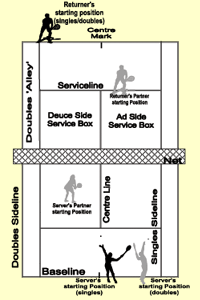 Returner's
starting position
(singles/doubles)
Centre
Mark
Doubles 'Alley'
Serviceline
Returner's Partner
starting Position
Deuce Side
Service Box
Ad Side
Service Box
Net
Doubles Sideline
Server's Partner
starting Position
Centre Line
Singles Sideline
Baseline
Server's
starting Position
(singles)
Server's
starting Position
(doubles)